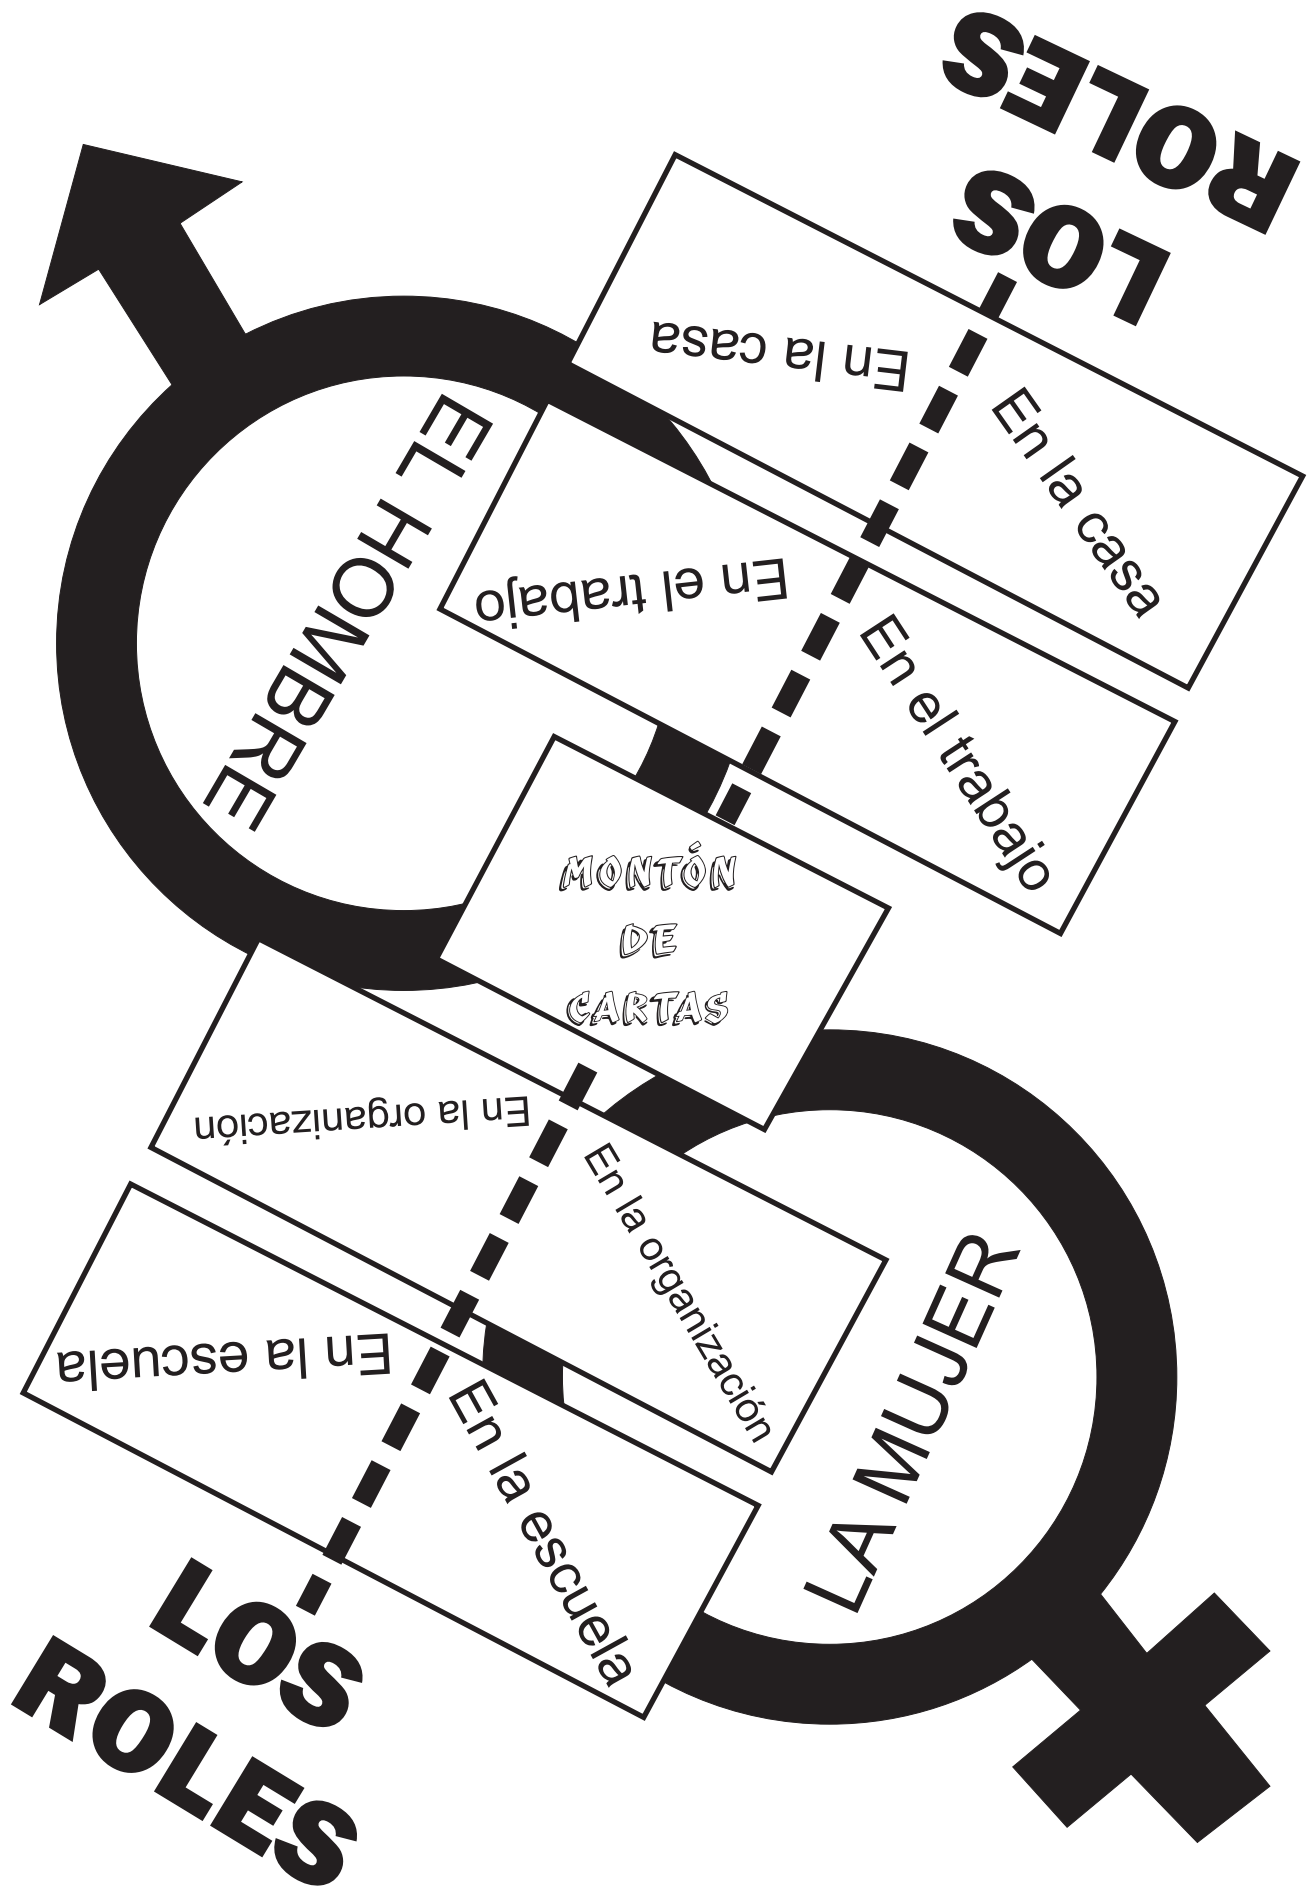 LOS
ROLES
En la casa
En la casa
EL HOMBRE
En el trabajo
En el trabajo
MONTÓN
DE
CARTAS
En la organización
En la organización
LA MUJER
En la escuela
En la escuela
LOS
ROLES